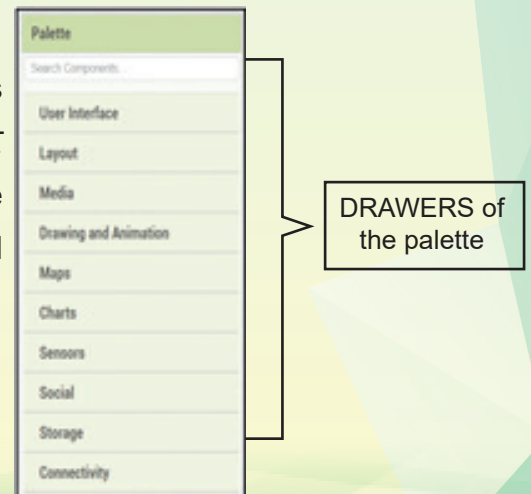 Palette
Search Components...
User Interface
Layout
Media
Drawing and Animation
Maps
Charts
Sensors
Social
Storage
Connectivity
DRAWERS of
the palette